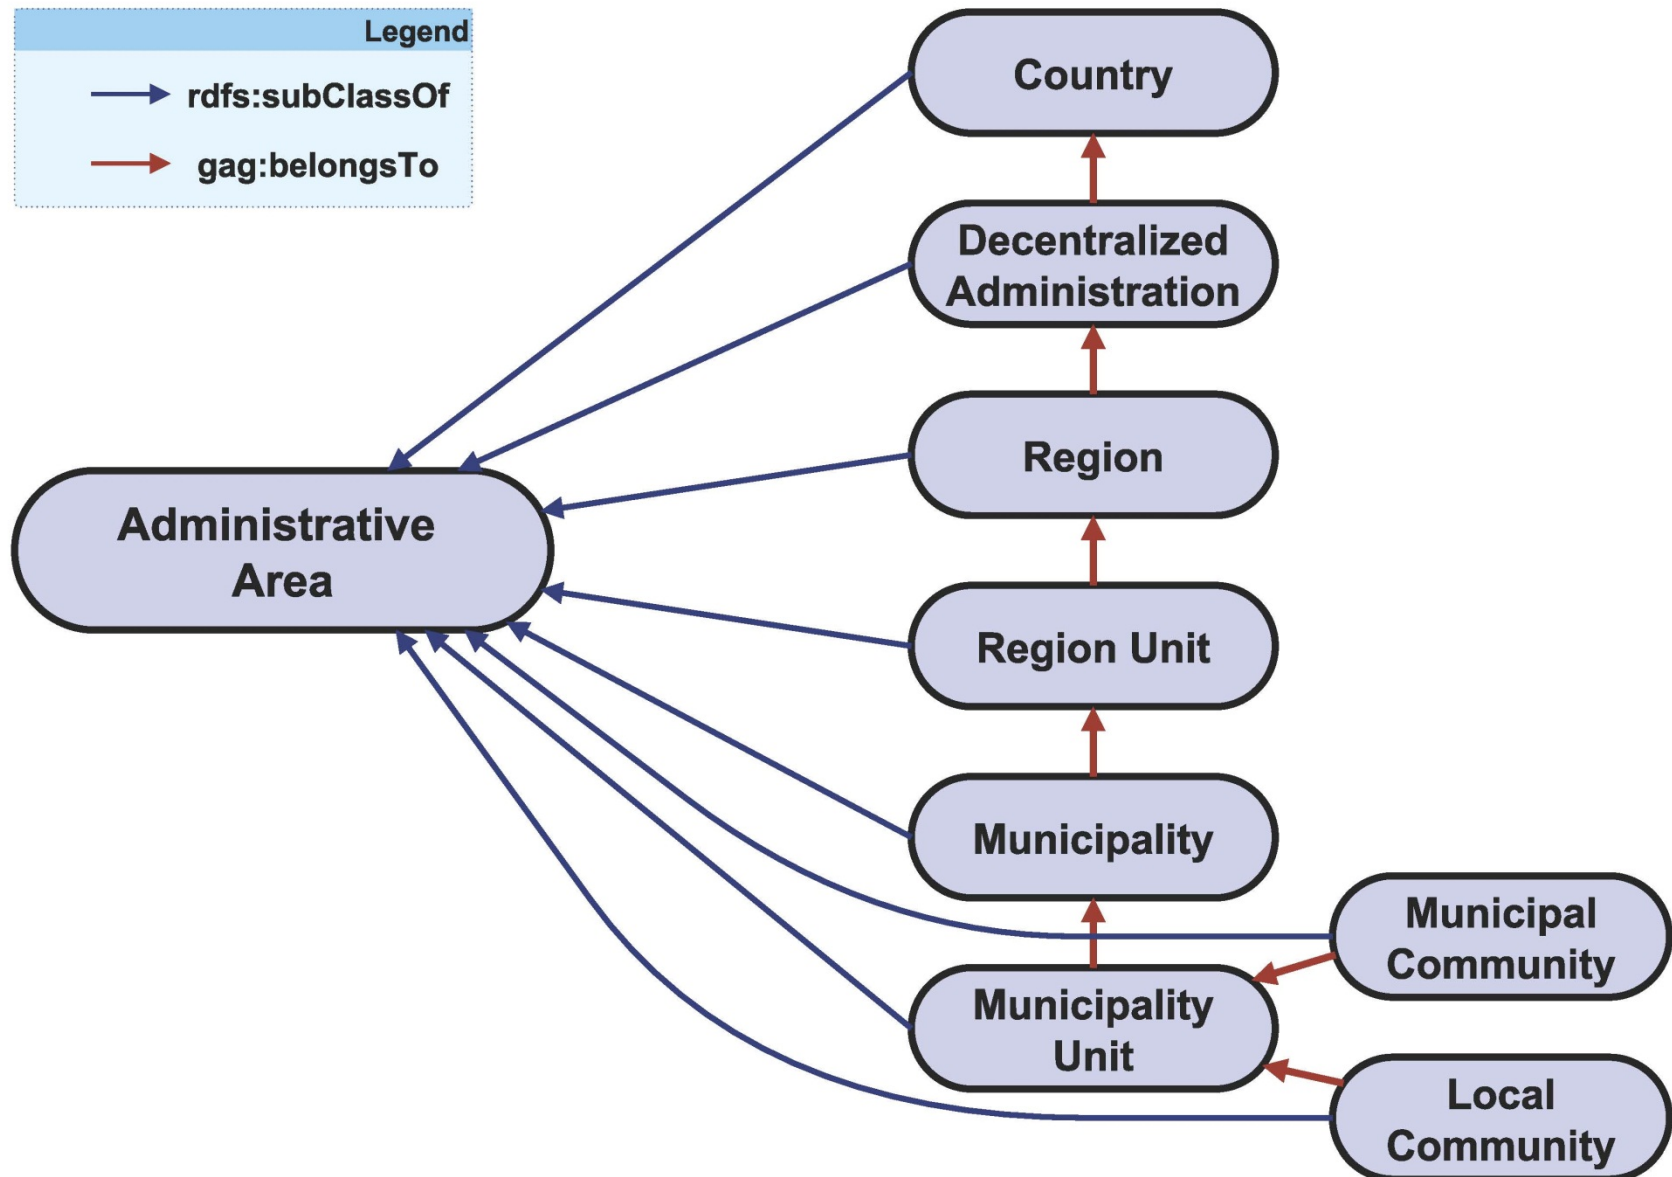 Legend
rdfs:subClassOf
gag:belongsTo
Country
Decentralized
Administration
Region
Administrative
Area
Region Unit
Municipality
Municipal
Community
Municipality
Unit
Local
Community